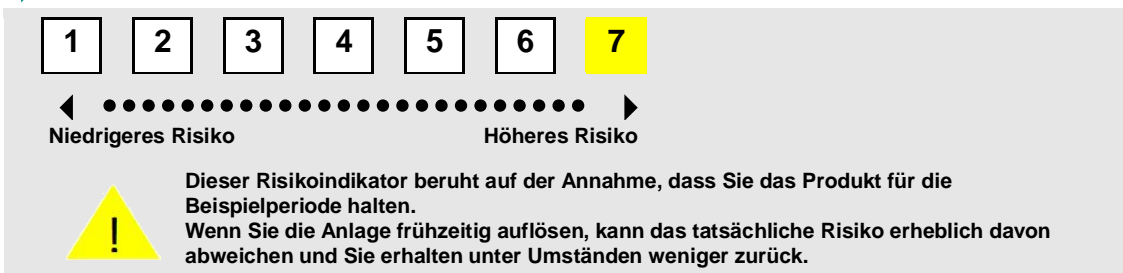 1 2 3 4 5 6 7
Niedrigeres Risiko Höheres Risiko
Dieser Risikoindikator beruht auf der Annahme, dass Sie das Produkt für die
Beispielperiode halten.
Wenn Sie die Anlage frühzeitig auflösen, kann das tatsächliche Risiko erheblich davon
abweichen und Sie erhalten unter Umständen weniger zurück.
!